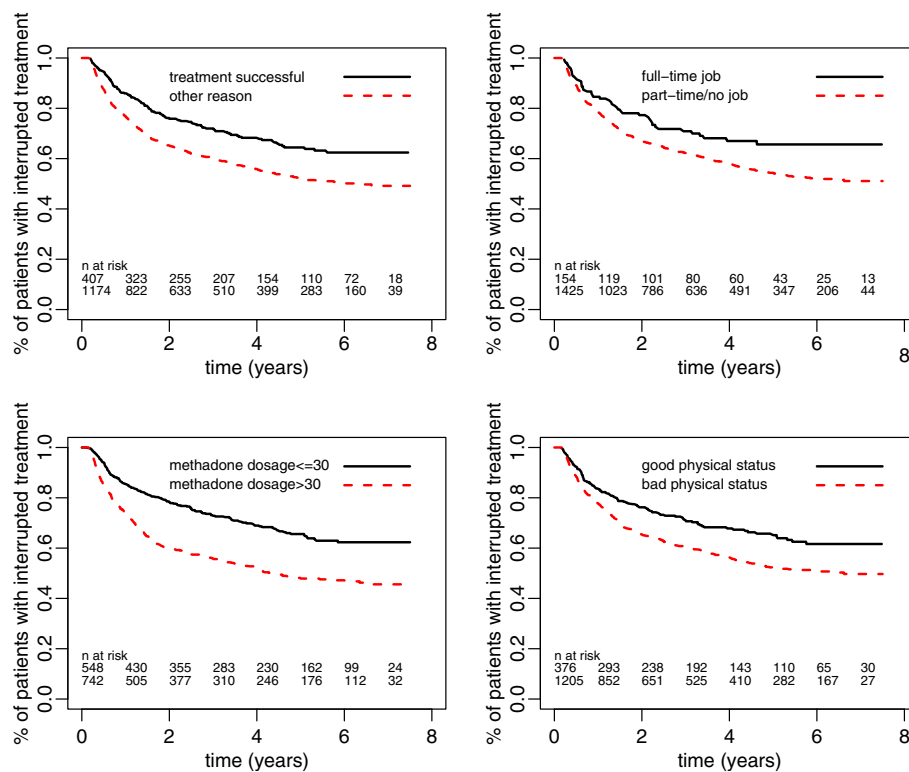 % of patients with interrupted treatment
1.0
0.8
0.6
0.4
0.2
0.0
treatment successful
other reason
n at risk
407 323 255 207 154 110 72 18
1174 822 633 510 399 283 160 39
0 2 4 6 8
time (years)
% of patients with interrupted treatment
1.0
0.8
0.6
0.4
0.2
0.0
full-time job
part-time/no job
n at risk
154 119 101 80 60 43 25 13
1425 1023 786 636 491 347 206 44
0 2 4 6 8
time (years)
% of patients with interrupted treatment
1.0
0.8
0.6
0.4
0.2
0.0
methadone dosage<=30
methadone dosage>30
n at risk
548 430 355 283 230 162 99 24
742 505 377 310 246 176 112 32
0 2 4 6 8
time (years)
% of patients with interrupted treatment
1.0
0.8
0.6
0.4
0.2
0.0
good physical status
bad physical status
n at risk
376 293 238 192 143 110 65 30
1205 852 651 525 410 282 167 27
0 2 4 6 8
time (years)